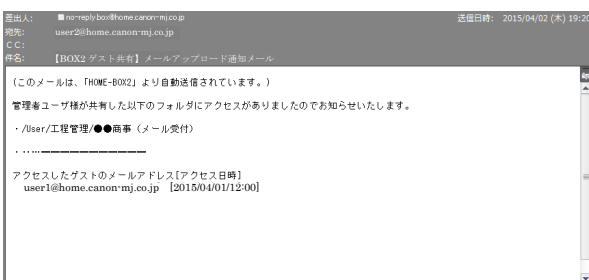 差出人: no-reply-box@home.canon-mj.co.jp 送信日時: 2015/04/02 (木) 19:20
宛先: user2@home.canon-mj.co.jp
CC:
件名: 【BOX2 ゲスト共有】メールアップロード通知メール
(このメールは、「HOME-BOX2」より自動送信されています。)
管理者ユーザ様が共有した以下のフォルダにアクセスがありましたのでお知らせいたします。
・/User/工程管理/●●商事（メール受付）
アクセスしたゲストのメールアドレス[アクセス日時]
user1@home.canon-mj.co.jp [2015/04/01/12:00]